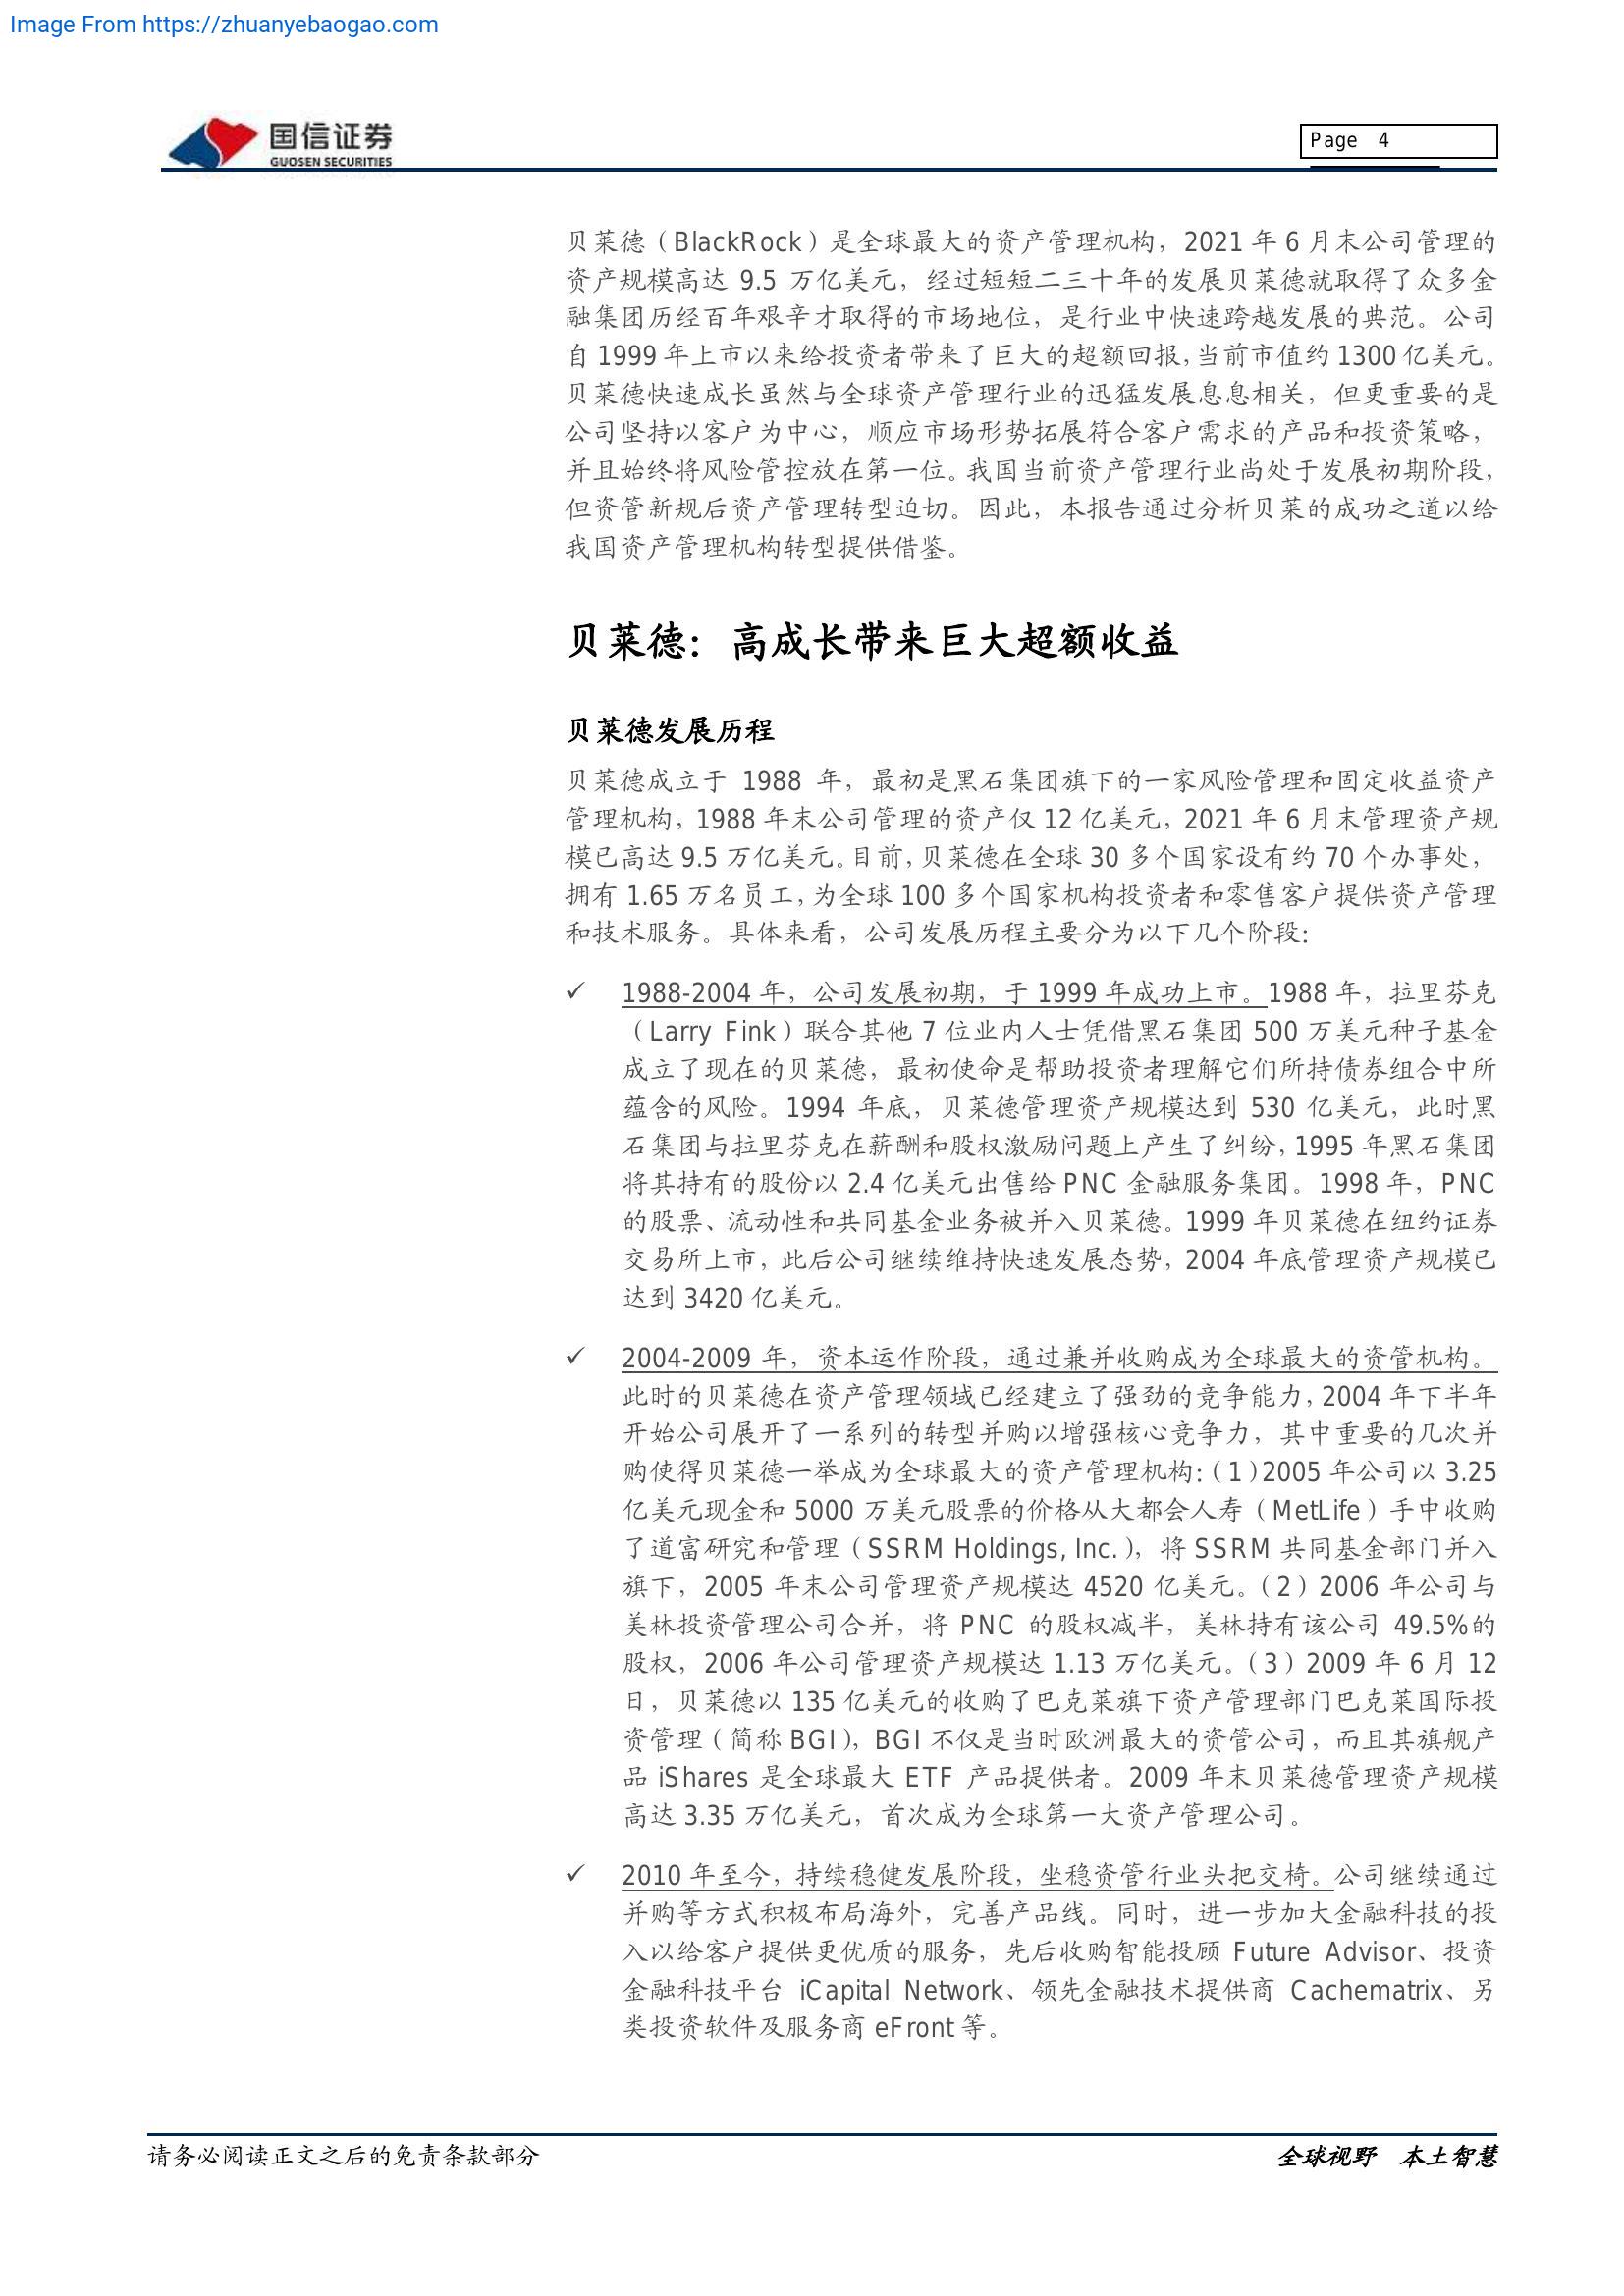 Image From https://zhuanyebaogao.com
国信证券
GUOSEN SECURITIES
Page 4
贝莱德（BlackRock）是全球最大的资产管理机构，2021 年 6 月末公司管理的
资产规模高达 9.5 万亿美元，经过短短二三十年的发展贝莱德就取得了众多金
融集团历经百年艰辛才取得的市场地位，是行业中快速跨越发展的典范。公司
自 1999 年上市以来给投资者带来了巨大的超额回报，当前市值约 1300 亿美元。
贝莱德快速成长虽然与全球资产管理行业的迅猛发展息息相关，但更重要的是
公司坚持以客户为中心，顺应市场形势拓展符合客户需求的产品和投资策略，
并且始终将风险管控放在第一位。我国当前资产管理行业尚处于发展初期阶段，
但资管新规后资产管理转型迫切。因此，本报告通过分析贝莱的成功之道以给
我国资产管理机构转型提供借鉴。
贝莱德：高成长带来巨大超额收益
贝莱德发展历程
贝莱德成立于 1988 年，最初是黑石集团旗下的一家风险管理和固定收益资产
管理机构，1988 年末公司管理的资产仅 12 亿美元，2021 年 6 月末管理资产规
模已高达 9.5 万亿美元。目前，贝莱德在全球 30 多个国家设有约 70 个办事处，
拥有 1.65 万名员工，为全球 100 多个国家机构投资者和零售客户提供资产管理
和技术服务。具体来看，公司发展历程主要分为以下几个阶段：
✓ 1988-2004 年，公司发展初期，于 1999 年成功上市。1988 年，拉里芬克
（Larry Fink）联合其他 7 位业内人士凭借黑石集团 500 万美元种子基金
成立了现在的贝莱德，最初使命是帮助投资者理解它们所持债券组合中所
蕴含的风险。1994 年底，贝莱德管理资产规模达到 530 亿美元，此时黑
石集团与拉里芬克在薪酬和股权激励问题上产生了纠纷，1995 年黑石集团
将其持有的股份以 2.4 亿美元出售给 PNC 金融服务集团。1998 年，PNC
的股票、流动性和共同基金业务被并入贝莱德。1999 年贝莱德在纽约证券
交易所上市，此后公司继续维持快速发展态势，2004 年底管理资产规模已
达到 3420 亿美元。
✓ 2004-2009 年，资本运作阶段，通过兼并收购成为全球最大的资管机构。
此时的贝莱德在资产管理领域已经建立了强劲的竞争能力，2004 年下半年
开始公司展开了一系列的转型并购以增强核心竞争力，其中重要的几次并
购使得贝莱德一举成为全球最大的资产管理机构：（1）2005 年公司以 3.25
亿美元现金和 5000 万美元股票的价格从大都会人寿（MetLife）手中收购
了道富研究和管理（SSRM Holdings, Inc.），将 SSRM 共同基金部门并入
旗下，2005 年末公司管理资产规模达 4520 亿美元。（2）2006 年公司与
美林投资管理公司合并，将 PNC 的股权减半，美林持有该公司 49.5%的
股权，2006 年公司管理资产规模达 1.13 万亿美元。（3）2009 年 6 月 12
日，贝莱德以 135 亿美元的收购了巴克莱旗下资产管理部门巴克莱国际投
资管理（简称 BGI），BGI 不仅是当时欧洲最大的资管公司，而且其旗舰产
品 iShares 是全球最大 ETF 产品提供者。2009 年末贝莱德管理资产规模
高达 3.35 万亿美元，首次成为全球第一大资产管理公司。
✓ 2010 年至今，持续稳健发展阶段，坐稳资管行业头把交椅。公司继续通过
并购等方式积极布局海外，完善产品线。同时，进一步加大金融科技的投
入以给客户提供更优质的服务，先后收购智能投顾 Future Advisor、投资
金融科技平台 iCapital Network、领先金融技术提供商 Cachematrix、另
类投资软件及服务商 eFront 等。
请务必阅读正文之后的免责条款部分
全球视野 本土智慧